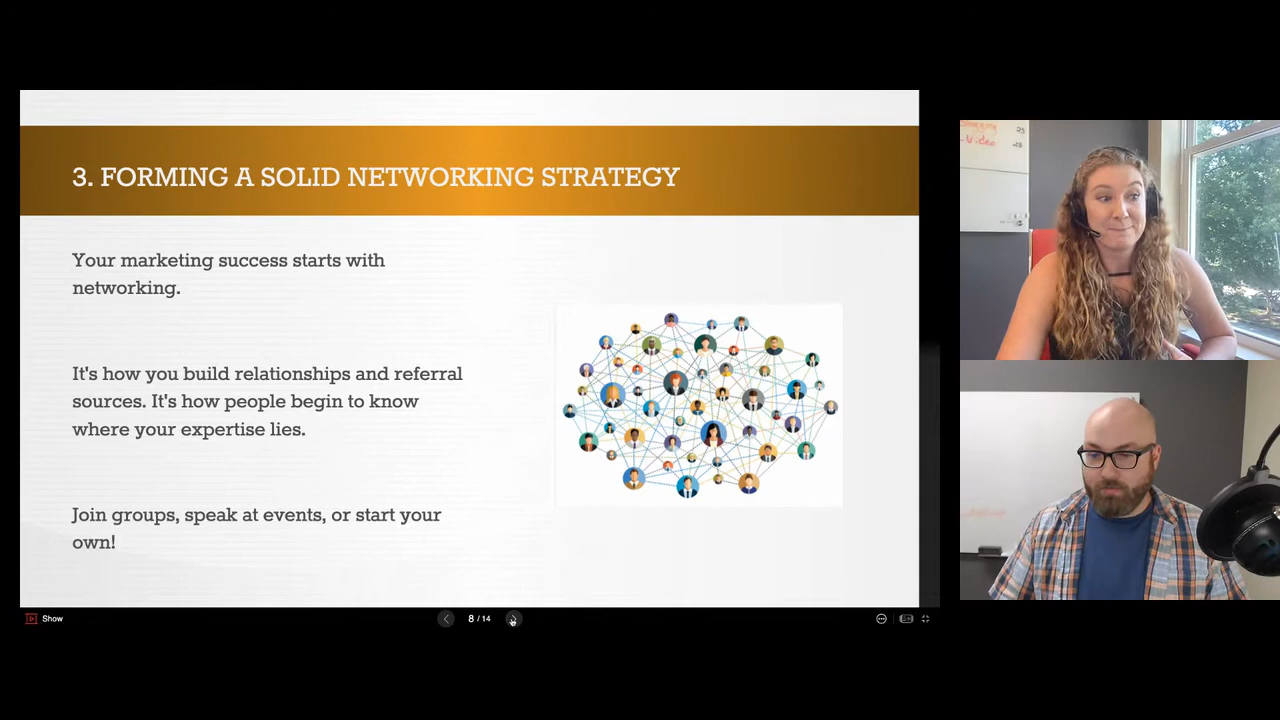 3. FORMING A SOLID NETWORKING STRATEGY
Your marketing success starts with
networking.
It's how you build relationships and referral
sources. It's how people begin to know
where your expertise lies.
Join groups, speak at events, or start your
own!
Show
8 / 14
-Video